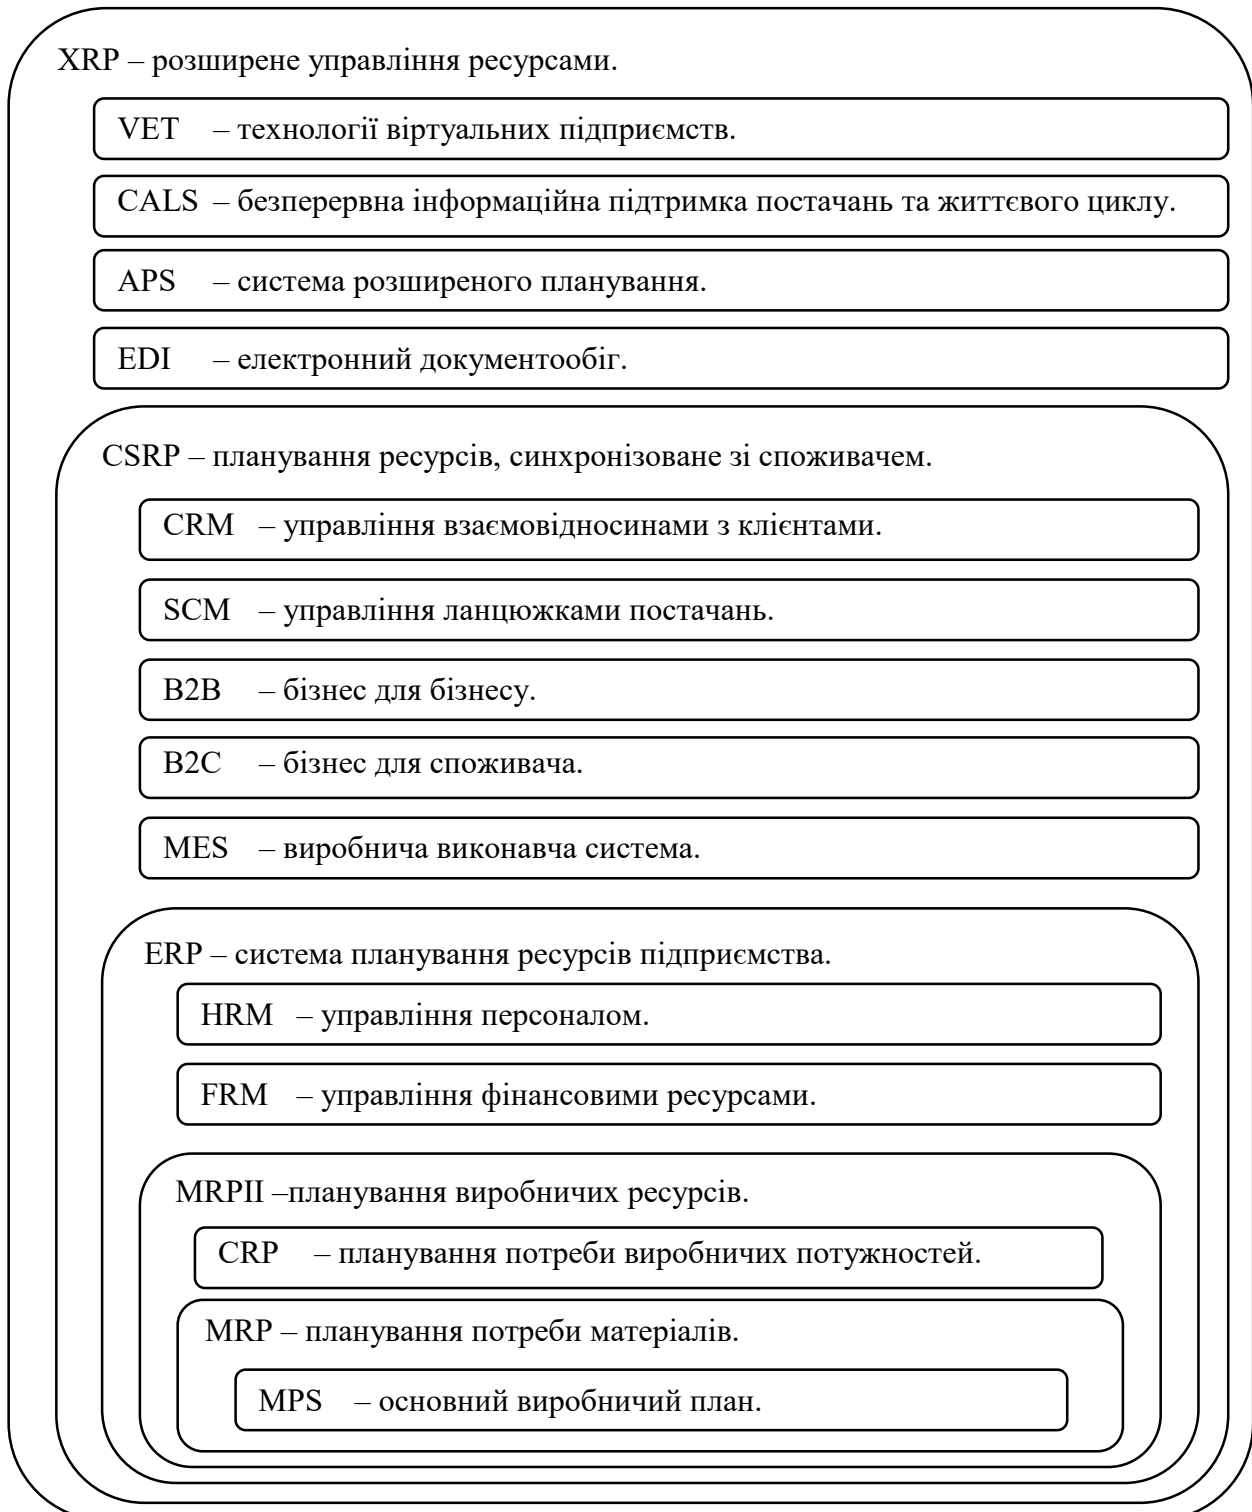 XRP – розширене управління ресурсами.
VET – технології віртуальних підприємств.
CALS – безперервна інформаційна підтримка постачань та життєвого циклу.
APS – система розширеного планування.
EDI – електронний документообіг.
CSRP – планування ресурсів, синхронізоване зі споживачем.
CRM – управління взаємовідносинами з клієнтами.
SCM – управління ланцюжками постачань.
B2B – бізнес для бізнесу.
B2C – бізнес для споживача.
MES – виробнича виконавча система.
ERP – система планування ресурсів підприємства.
HRM – управління персоналом.
FRM – управління фінансовими ресурсами.
MRPII –планування виробничих ресурсів.
CRP – планування потреби виробничих потужностей.
MRP – планування потреби матеріалів.
MPS – основний виробничий план.